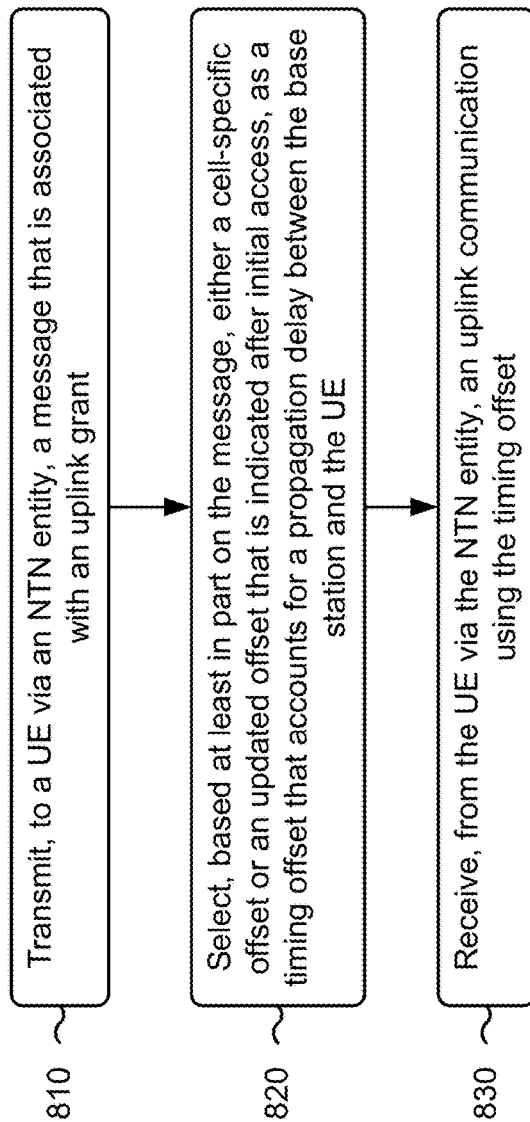 810
Transmit, to a UE via an NTN entity, a message that is associated
with an uplink grant
820
Select, based at least in part on the message, either a cell-specific
offset or an updated offset that is indicated after initial access, as a
timing offset that accounts for a propagation delay between the base
station and the UE
830
Receive, from the UE via the NTN entity, an uplink communication
using the timing offset